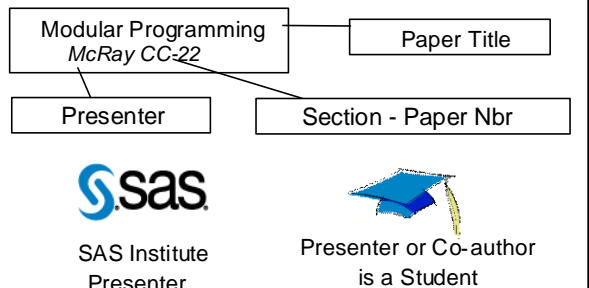 Modular Programming
McRay CC-22
Paper Title
Presenter
Section - Paper Nbr
sas
SAS Institute
Presenter
Presenter or Co-author
is a Student